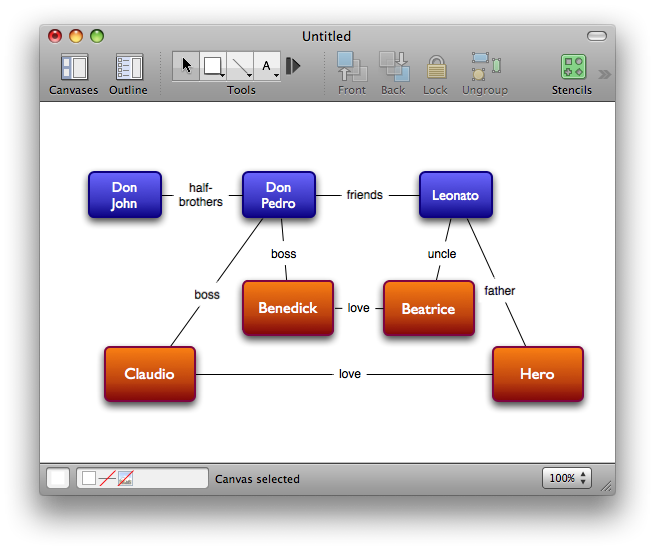 Untitled
Canvases
Outline
A
Tools
Front
Back
Lock
Ungroup
Stencils
Don
John
half-
brothers
Don
Pedro
friends
Leonato
boss
uncle
boss
father
Benedick
love
Beatrice
Claudio
love
Hero
Canvas selected
100%